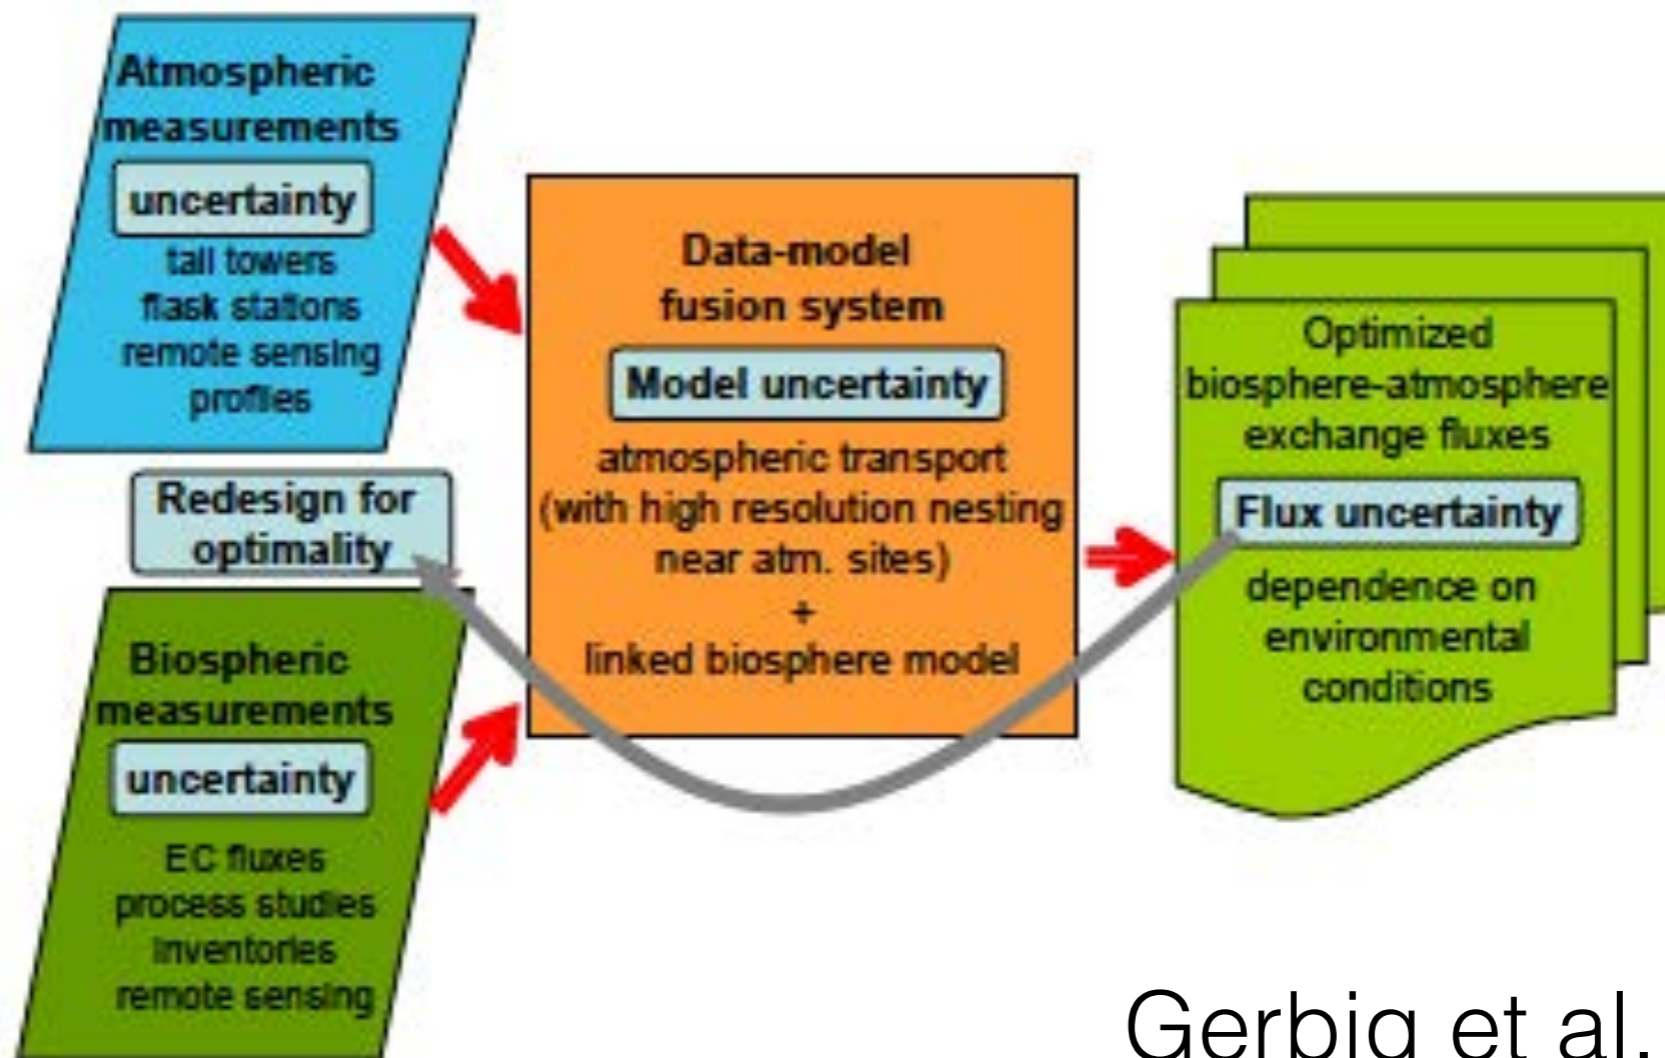 Atmospheric
measurements
uncertainty
tall towers
flask stations
remote sensing
profiles
Redesign for
optimality
Biospheric
measurements
uncertainty
EC fluxes
process studies
inventories
remote sensing
Data-model
fusion system
Model uncertainty
atmospheric transport
(with high resolution nesting
near atm. sites)
+
linked biosphere model
Optimized
biosphere-atmosphere
exchange fluxes
Flux uncertainty
dependence on
environmental
conditions
Gerbig et al.